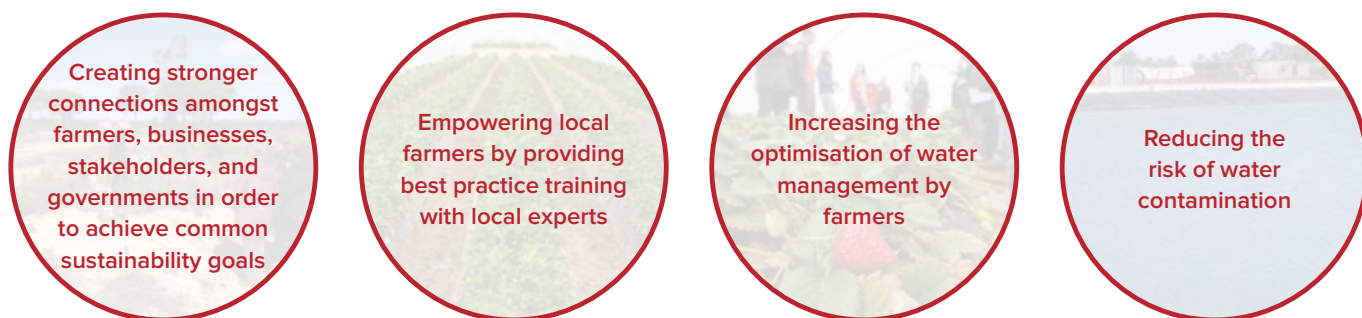 Creating stronger
connections amongst
farmers, businesses,
stakeholders, and
governments in order
to achieve common
sustainability goals
Empowering local
farmers by providing
best practice training
with local experts
Increasing the
optimisation of water
management by
farmers
Reducing the
risk of water
contamination